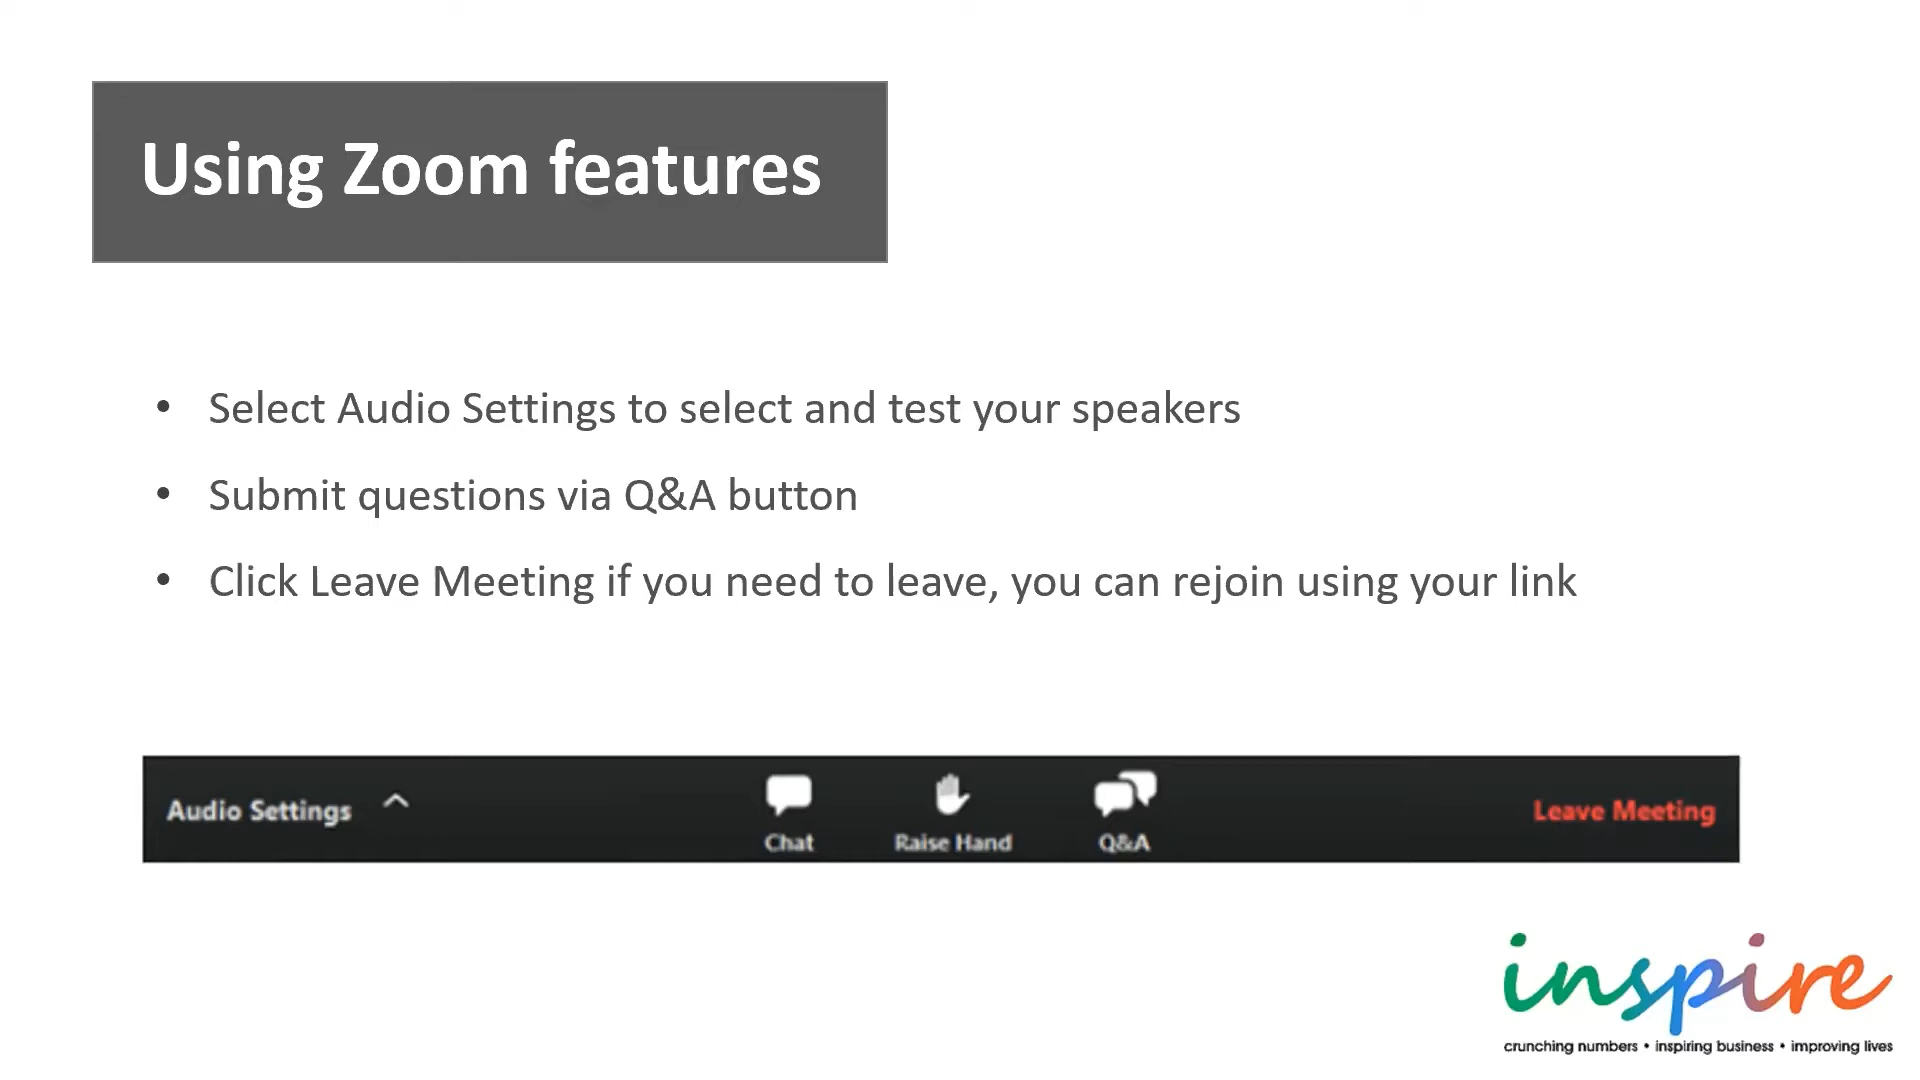 Using Zoom features
• Select Audio Settings to select and test your speakers
• Submit questions via Q&A button
• Click Leave Meeting if you need to leave, you can rejoin using your link
Audio Settings
Chat
Raise Hand
Q&A
Leave Meeting
inspire
crunching numbers • inspiring business • improving lives